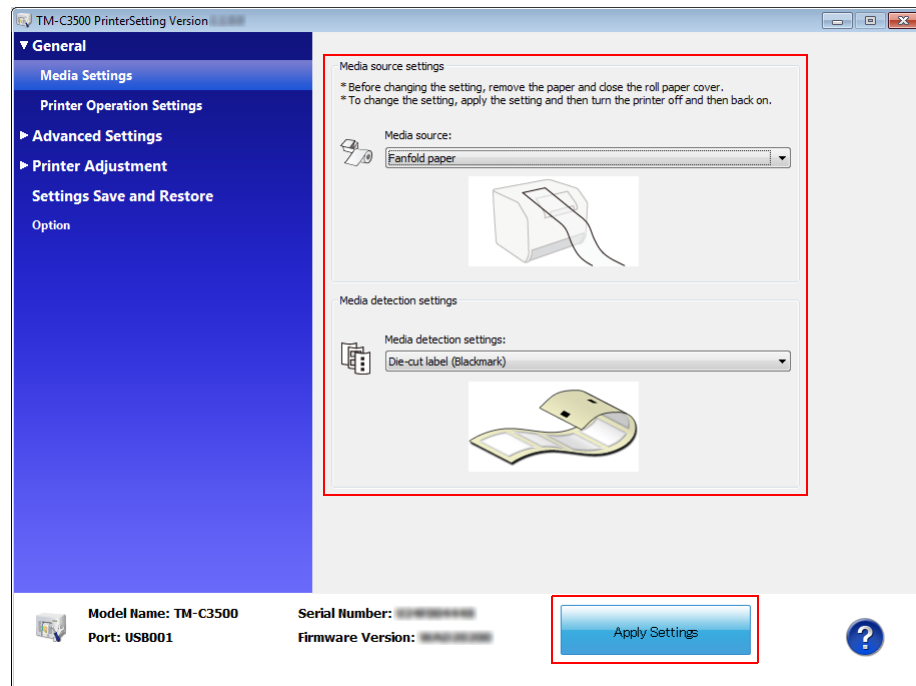 TM-C3500 PrinterSetting Version
General
Media Settings
Printer Operation Settings
Advanced Settings
Printer Adjustment
Settings Save and Restore
Option
Media source settings
*Before changing the setting, remove the paper and close the roll paper cover.
*To change the setting, apply the setting and then turn the printer off and then back on.
Media source:
Fanfold paper
Media detection settings
Media detection settings:
Die-cut label (Blackmark)
Model Name: TM-C3500
Port: USB001
Serial Number:
Firmware Version:
Apply Settings
?